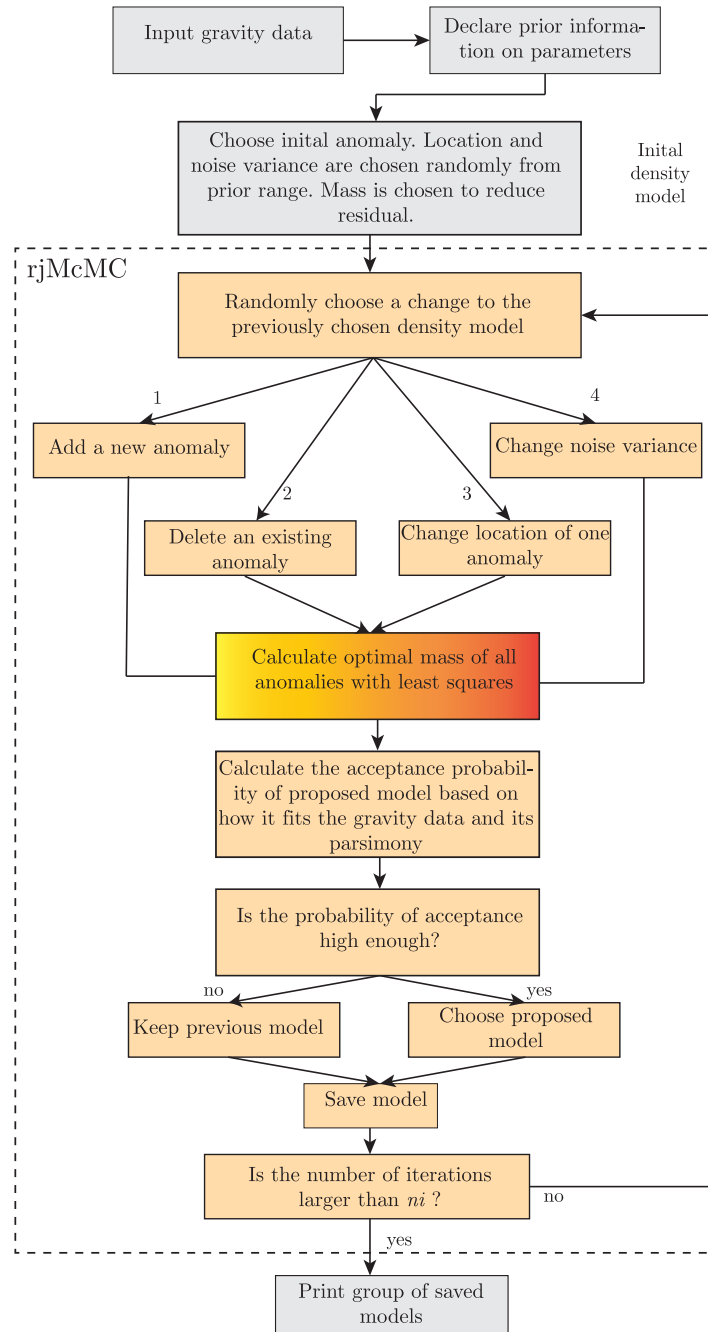 Input gravity data
Declare prior informa-
tion on parameters
Choose inital anomaly. Location and
noise variance are chosen randomly from
prior range. Mass is chosen to reduce
residual.
Inital
density
model
rjMcMC
Randomly choose a change to the
previously chosen density model
1
4
Add a new anomaly
Change noise variance
2
3
Delete an existing
anomaly
Change location of one
anomaly
Calculate optimal mass of all
anomalies with least squares
Calculate the acceptance probabil-
ity of proposed model based on
how it fits the gravity data and its
parsimony
Is the probability of acceptance
high enough?
no
yes
Keep previous model
Choose proposed
model
Save model
Is the number of iterations
larger than ni ?
no
yes
Print group of saved
models